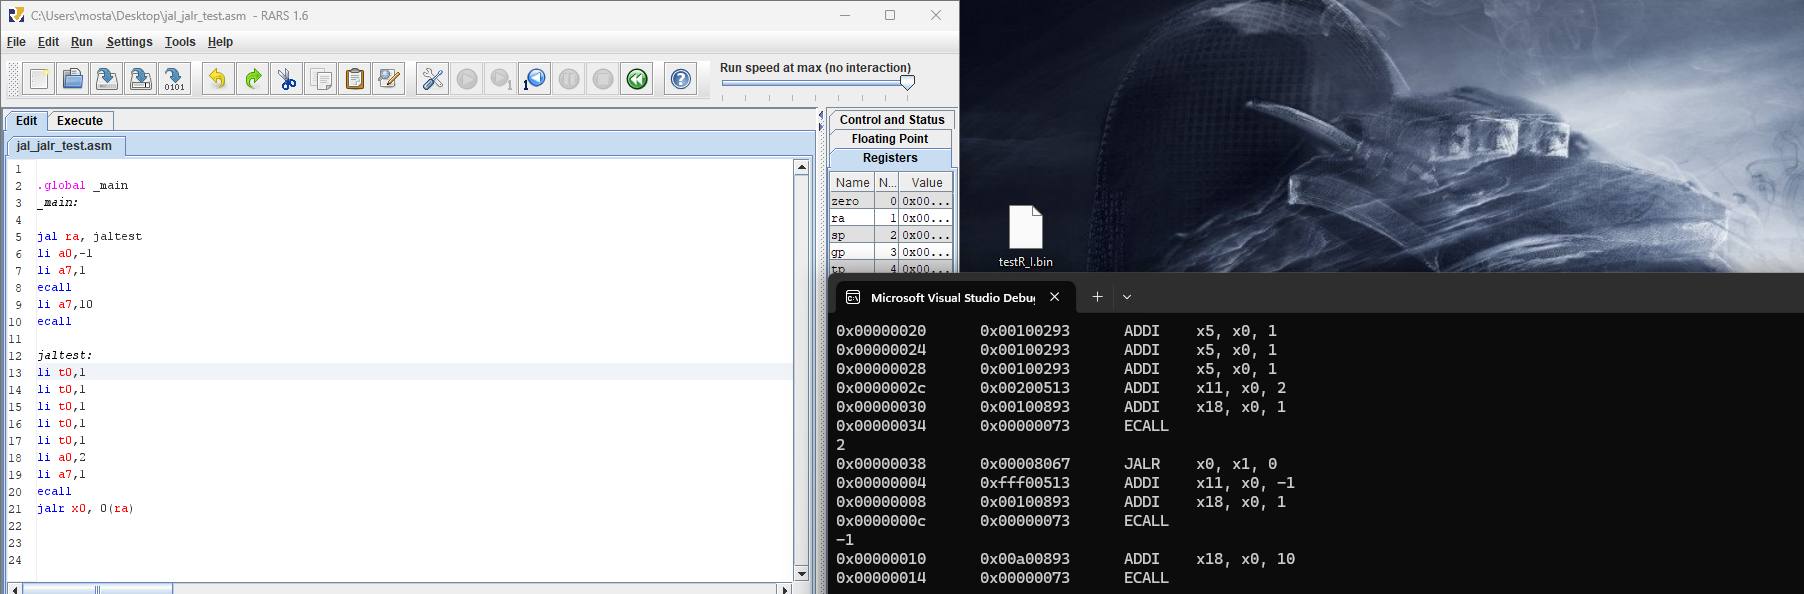 C:\Users\mosta\Desktop\jal_jalr_test.asm - RARS 1.6
File Edit Run Settings Tools Help
0101
1
1
Run speed at max (no interaction)
Edit Execute
jal_jalr_test.asm
1
2 .global _main
3 _main:
4
5 jal ra, jaltest
6 li a0,-1
7 li a7,1
8 ecall
9 li a7,10
10 ecall
11
12 jaltest:
13 li t0,1
14 li t0,1
15 li t0,1
16 li t0,1
17 li t0,1
18 li a0,2
19 li a7,1
20 ecall
21 jalr x0, 0(ra)
22
23
24
Control and Status
Floating Point
Registers
Name N... Value
zero 0 0x00...
ra 1 0x00...
sp 2 0x00...
gp 3 0x00...
tp 4 0x00...
testR_I.bin
Microsoft Visual Studio Debu
0x00000020 0x00100293 ADDI x5, x0, 1
0x00000024 0x00100293 ADDI x5, x0, 1
0x00000028 0x00100293 ADDI x5, x0, 1
0x0000002c 0x00200513 ADDI x11, x0, 2
0x00000030 0x00100893 ADDI x18, x0, 1
0x00000034 0x00000073 ECALL
2
0x00000038 0x00008067 JALR x0, x1, 0
0x00000004 0xfff00513 ADDI x11, x0, -1
0x00000008 0x00100893 ADDI x18, x0, 1
0x0000000c 0x00000073 ECALL
-1
0x00000010 0x00a00893 ADDI x18, x0, 10
0x00000014 0x00000073 ECALL